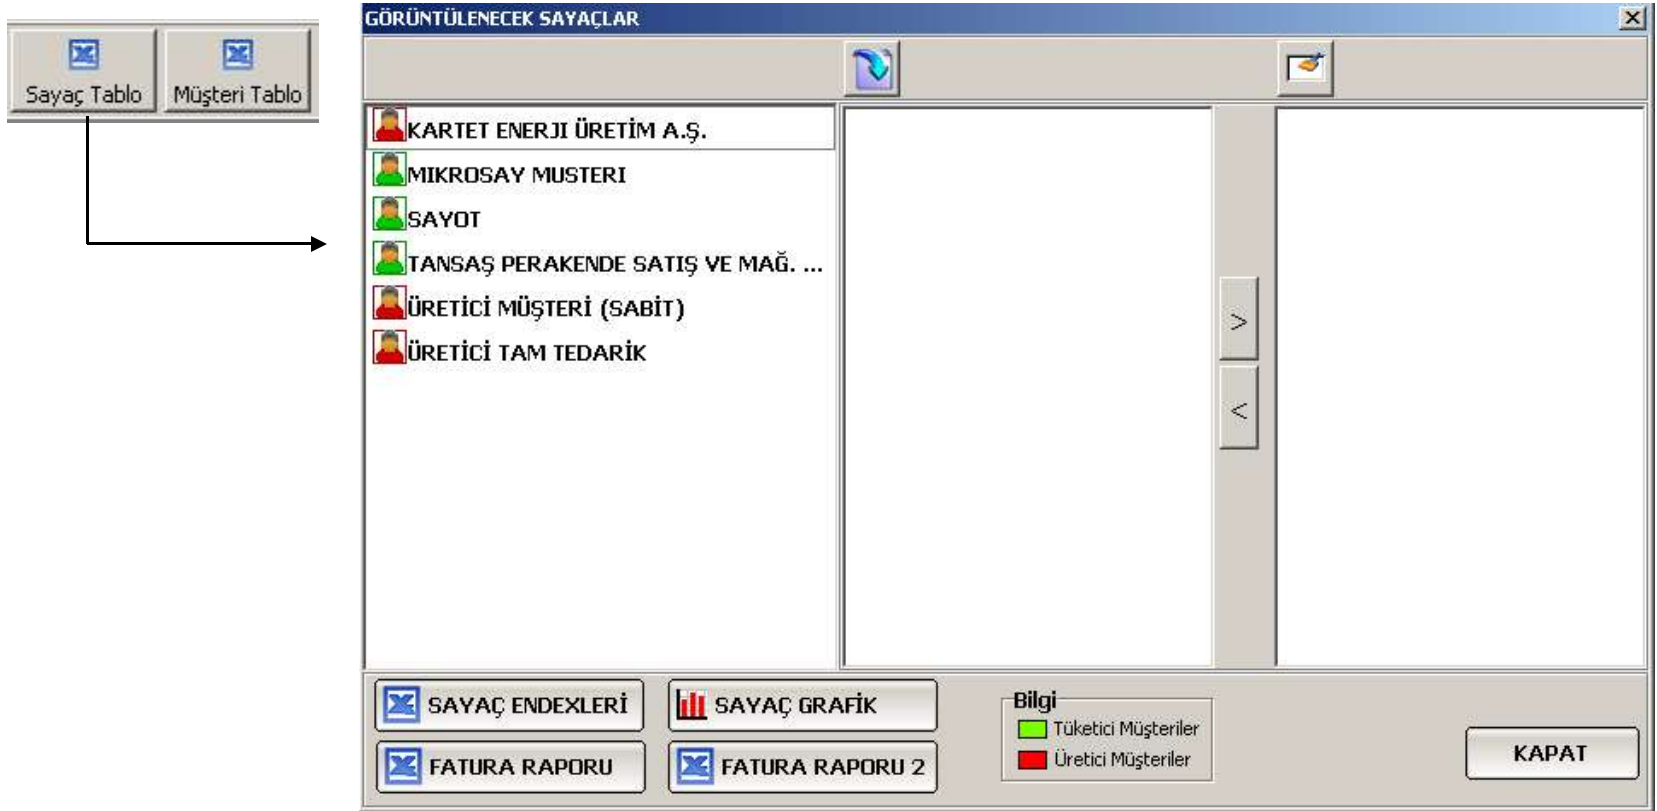 Sayaç Tablo
Müşteri Tablo
GÖRÜNTÜLENECEK SAYAÇLAR
KARTET ENERJI ÜRETİM A.Ş.
MIKROSAY MUSTERI
SAYOT
TANSAŞ PERAKENDE SATIŞ VE MAĞ. ...
ÜRETİCİ MÜŞTERİ (SABİT)
ÜRETİCİ TAM TEDARİK
>
<
SAYAÇ ENDEXLERİ
SAYAÇ GRAFİK
FATURA RAPORU
FATURA RAPORU 2
Bilgi
Tüketici Müşteriler
Üretici Müşteriler
KAPAT